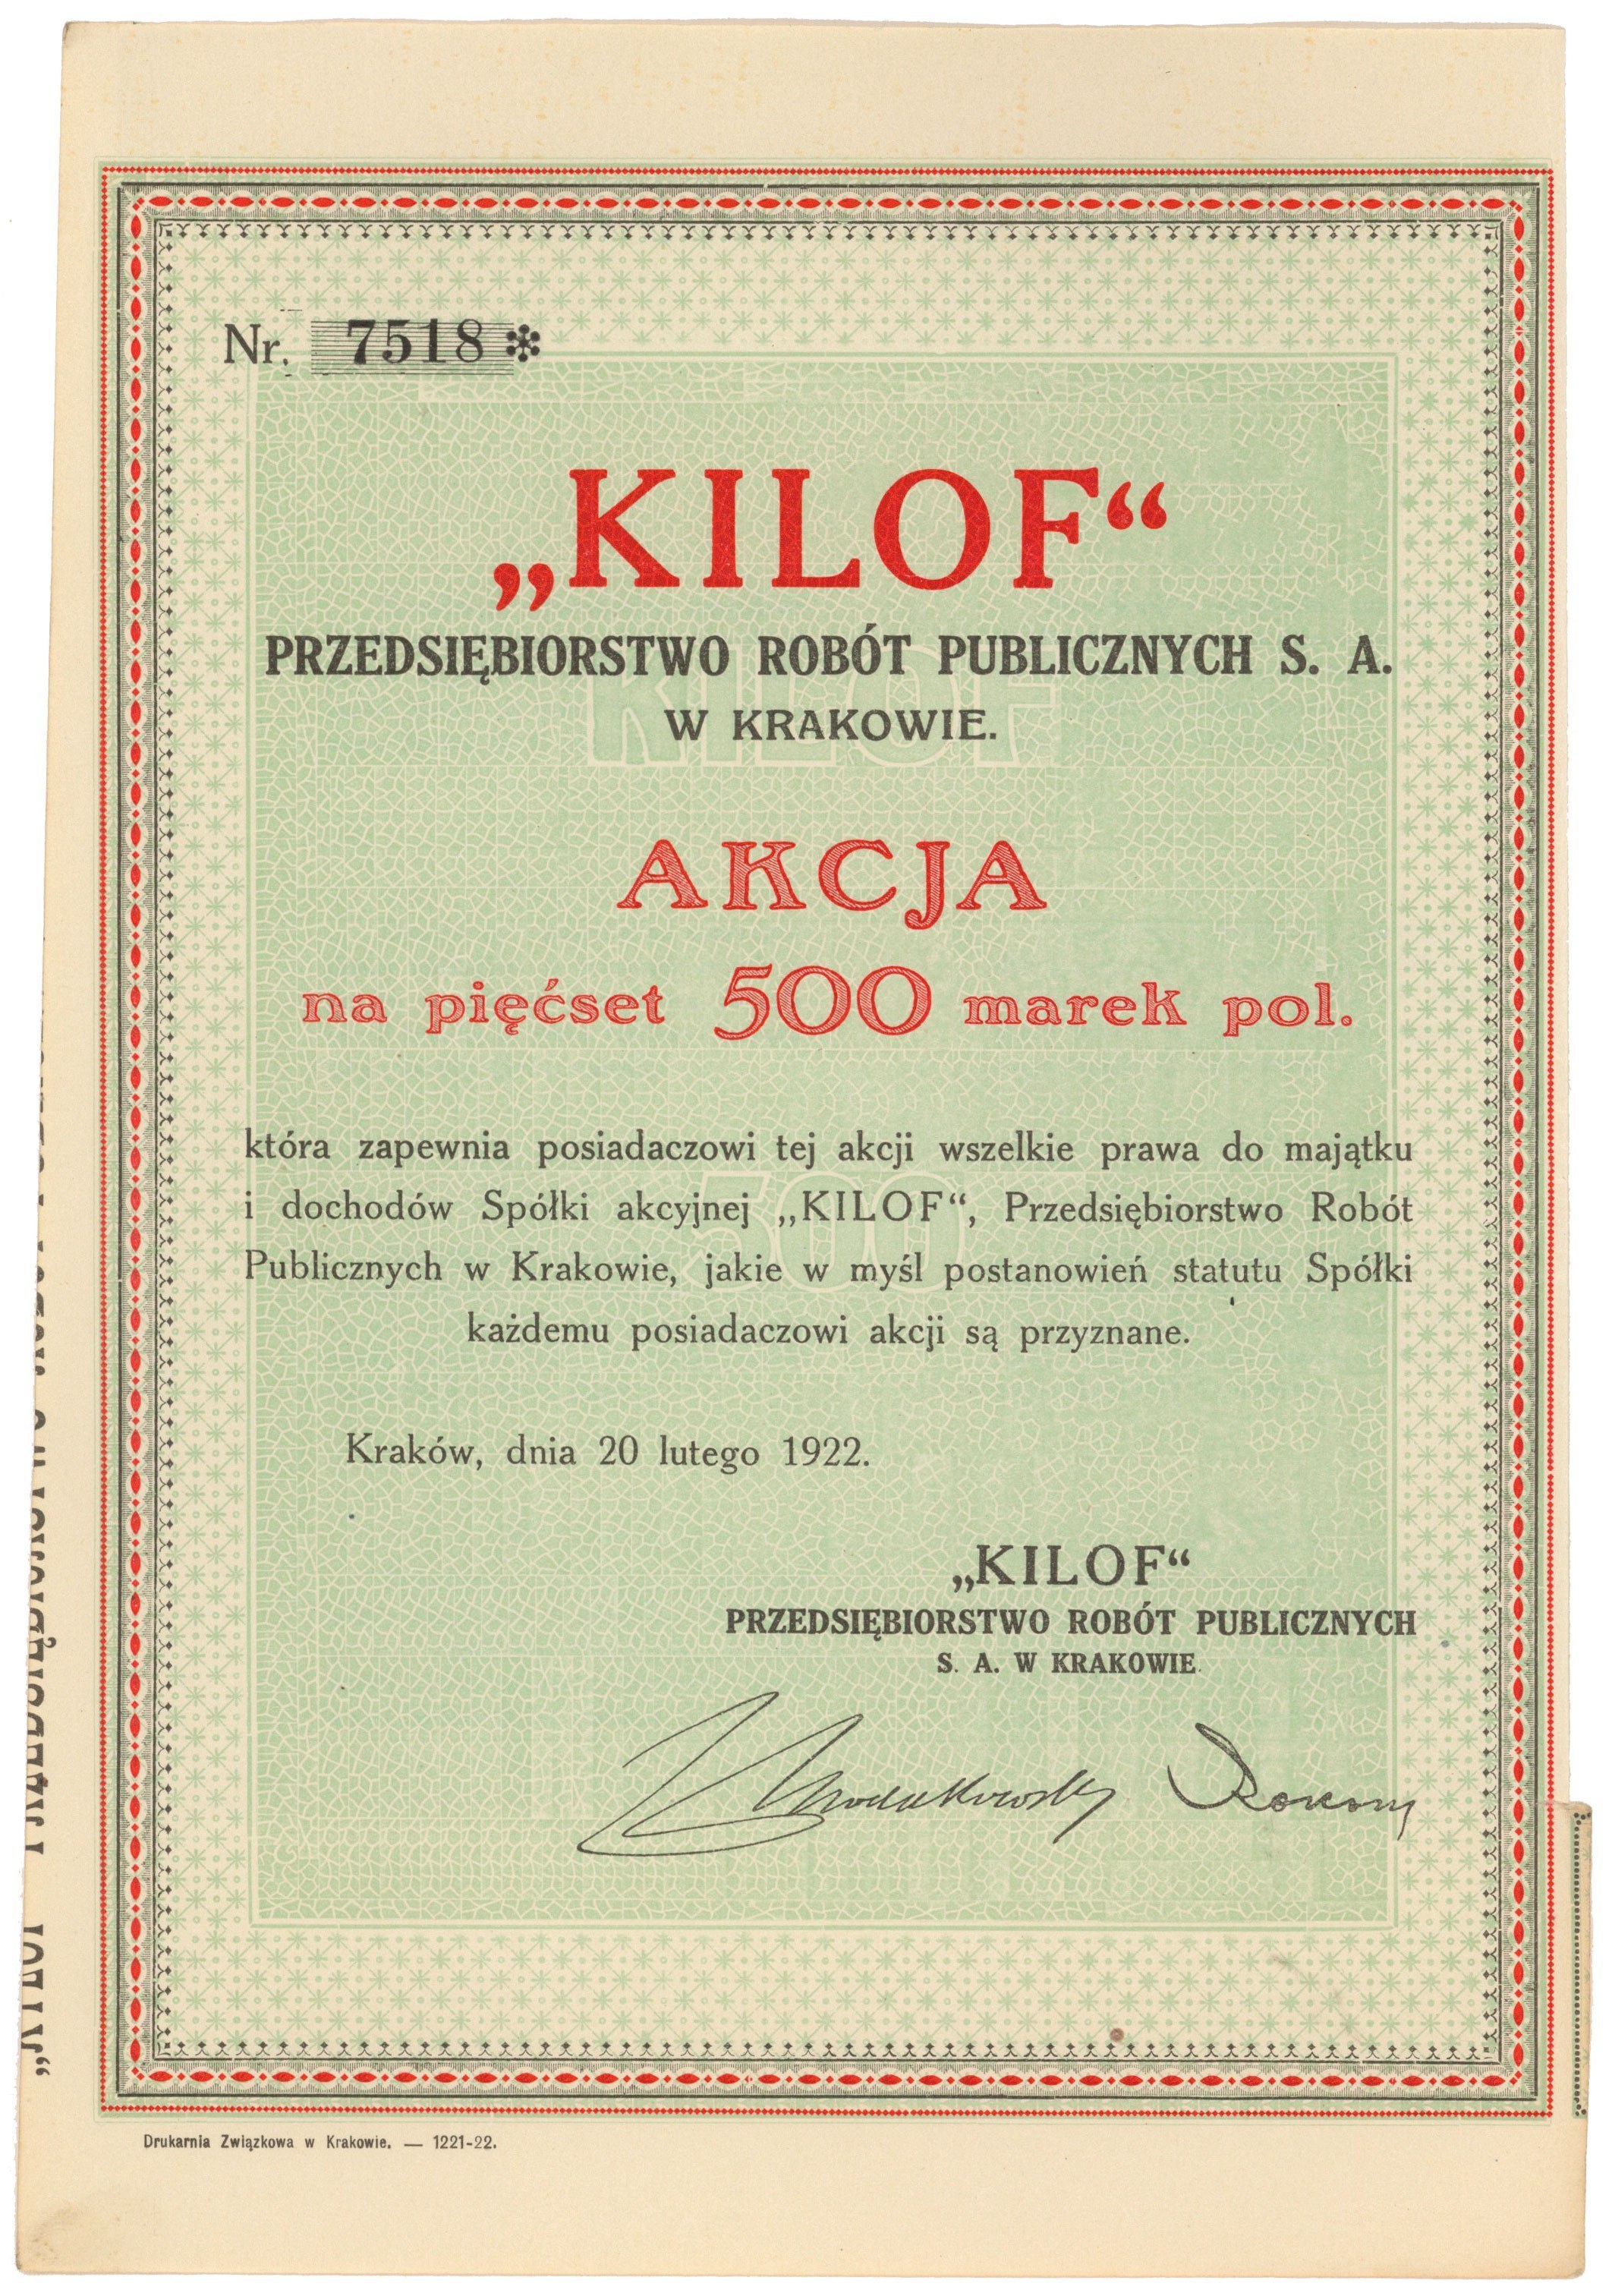 Nr. 7518 *
„KILOF“
PRZEDSIĘBIORSTWO ROBÓT PUBLICZNYCH S. A.
W KRAKOWIE.
KILOF
AKCJA
na pięćset 500 marek pol.
która zapewnia posiadaczowi tej akcji wszelkie prawa do majątku
500
i dochodów Spółki akcyjnej „KILOF“, Przedsiębiorstwo Robót
Publicznych w Krakowie, jakie w myśl postanowień statutu Spółki
każdemu posiadaczowi akcji są przyznane.
Kraków, dnia 20 lutego 1922.
„KILOF“
PRZEDSIĘBIORSTWO ROBÓT PUBLICZNYCH
S. A. W KRAKOWIE.
Drukarnia Związkowa w Krakowie. — 1221-22.